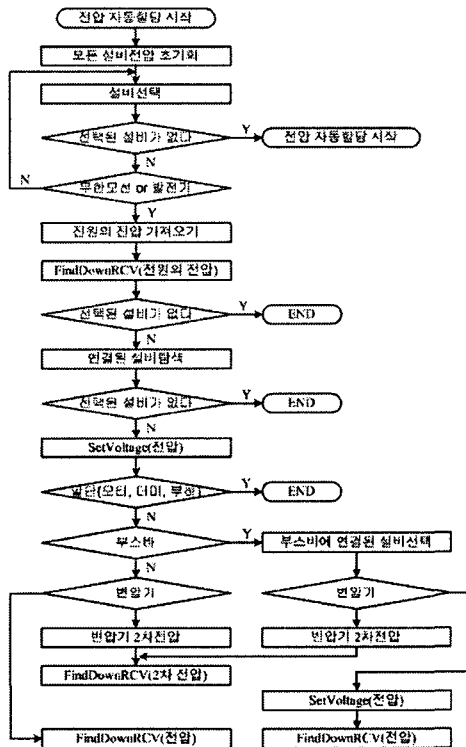 전압 자동할당 시작
모든 설비전압 초기화
설비선택
선택된 설비가 없다
Y
전압 자동할당 시작
N
무한모선 or 발전기
N
Y
전원의 전압 가져오기
FindDownRCV(전원의 전압)
선택된 설비가 없다
Y
END
N
연결된 설비탐색
선택된 설비가 없다
Y
END
N
SetVoltage(전압)
말단(모터, 더미, 부하)
Y
END
N
부스바
Y
부스바에 연결된 설비선택
N
변압기
변압기
변압기 2차전압
변압기 2차전압
FindDownRCV(2차 전압)
SetVoltage(전압)
FindDownRCV(전압)
FindDownRCV(전압)